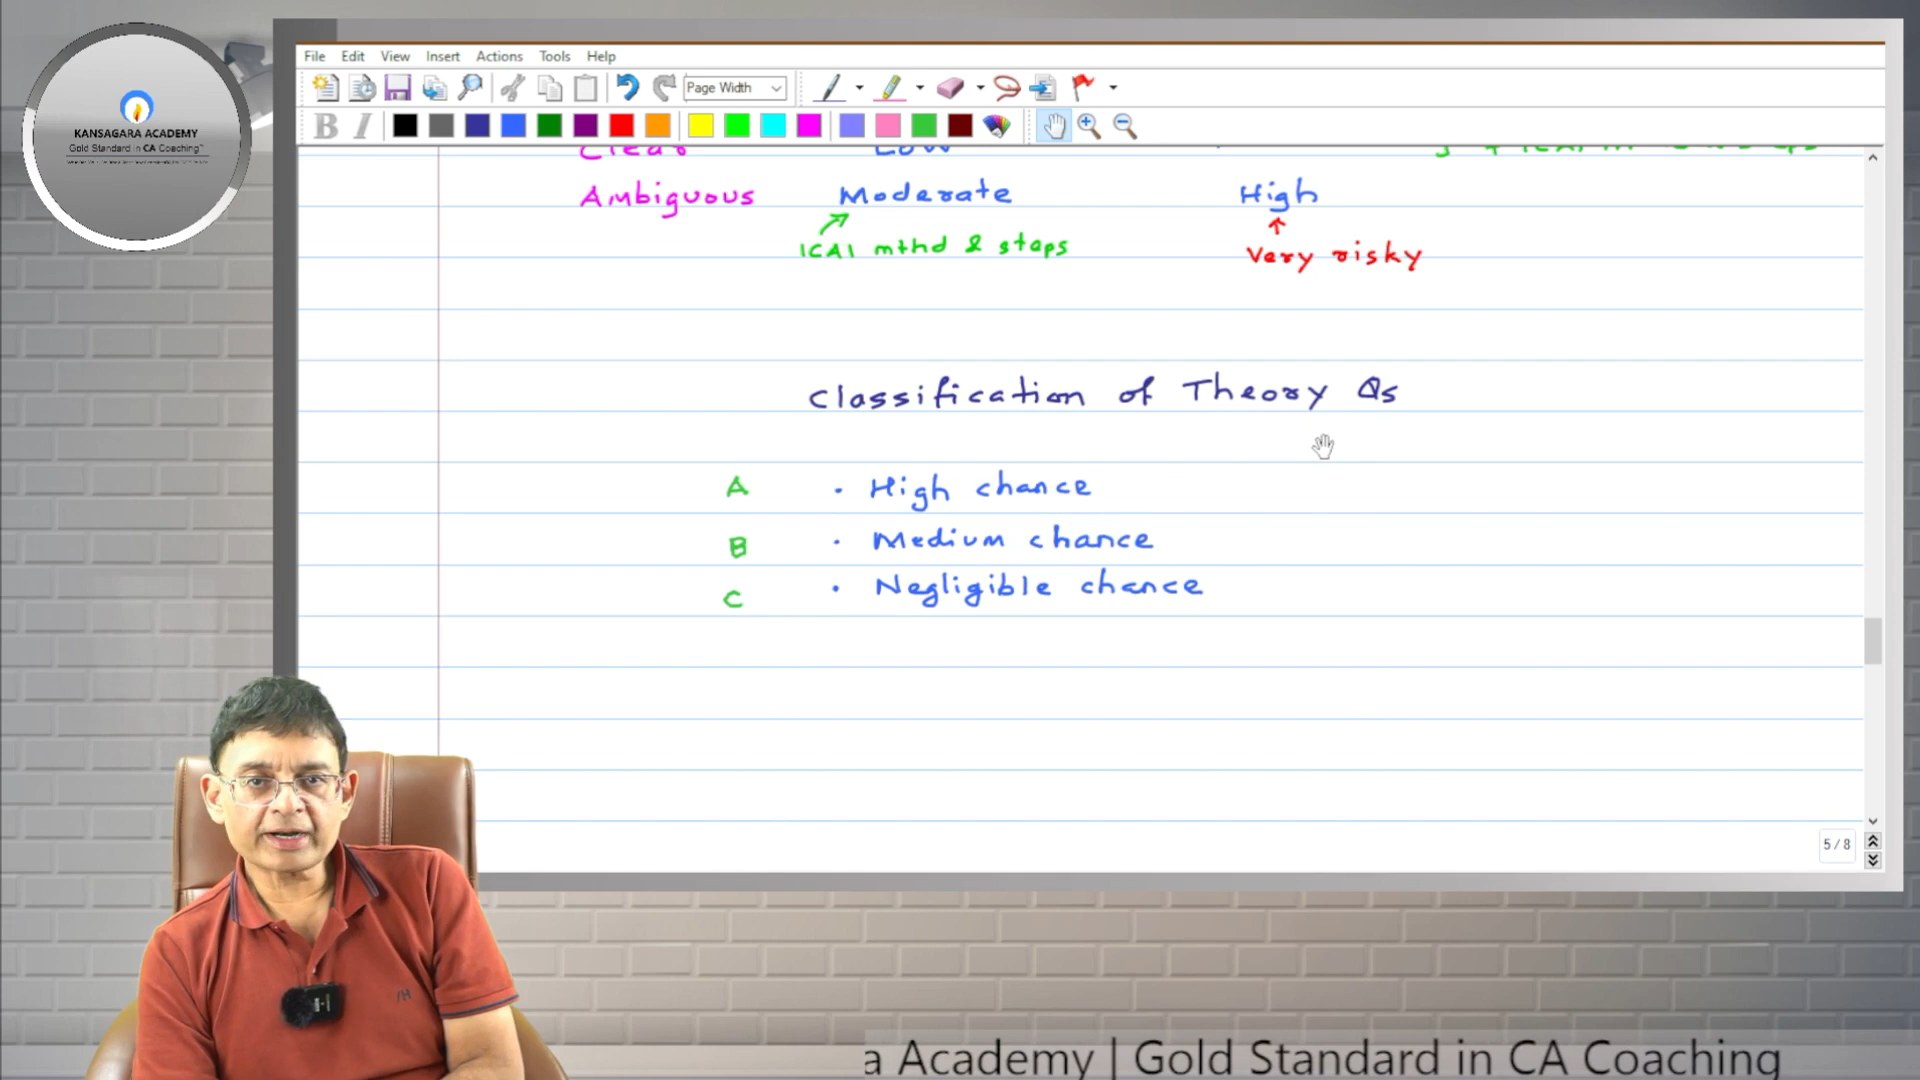 KANSAGARA ACADEMY
Gold Standard in CA Coaching
File Edit View Insert Actions Tools Help
Page Width
B I
Clear Low
Ambiguous Moderate High
ICAI mthd & steps
Very risky
Classification of Theory Qs
A · High chance
B · Medium chance
C · Negligible chance
5 / 8
a Academy | Gold Standard in CA Coaching